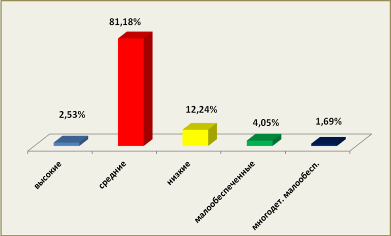 81,18%
2,53%
12,24%
4,05%
1,69%
высокие
средние
низкие
малообеспеченные
многодет. малообесп.